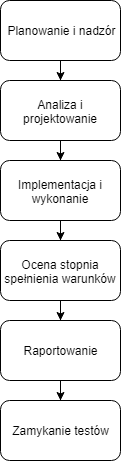 Planowanie i nadzór
Analiza i
projektowanie
Implementacja i
wykonanie
Ocena stopnia
spełnienia warunków
Raportowanie
Zamykanie testów